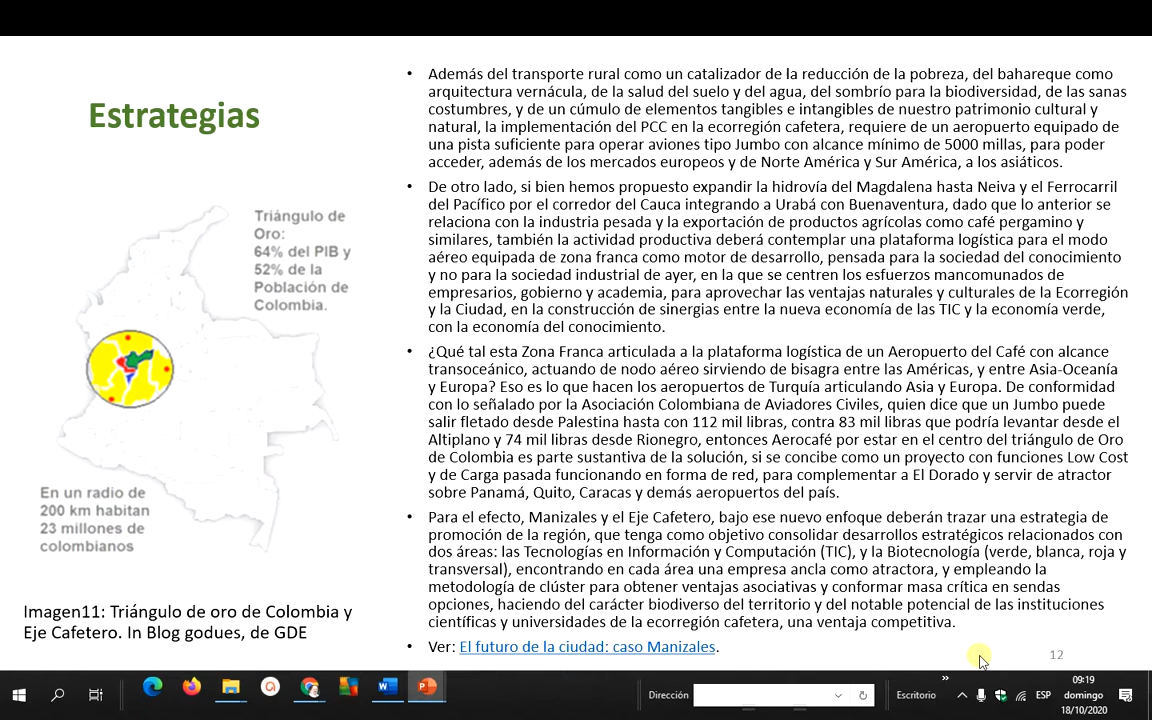 Estrategias
Triángulo de
Oro:
64% del PIB y
52% de la
Población de
Colombia.
En un radio de
200 km habitan
23 millones de
colombianos
Imagen11: Triángulo de oro de Colombia y
Eje Cafetero. In Blog godues, de GDE
• Además del transporte rural como un catalizador de la reducción de la pobreza, del bahareque como
arquitectura vernácula, de la salud del suelo y del agua, del sombrío para la biodiversidad, de las sanas
costumbres, y de un cúmulo de elementos tangibles e intangibles de nuestro patrimonio cultural y
natural, la implementación del PCC en la ecorregión cafetera, requiere de un aeropuerto equipado de
una pista suficiente para operar aviones tipo Jumbo con alcance mínimo de 5000 millas, para poder
acceder, además de los mercados europeos y de Norte América y Sur América, a los asiáticos.
• De otro lado, si bien hemos propuesto expandir la hidrovía del Magdalena hasta Neiva y el Ferrocarril
del Pacífico por el corredor del Cauca integrando a Urabá con Buenaventura, dado que lo anterior se
relaciona con la industria pesada y la exportación de productos agrícolas como café pergamino y
similares, también la actividad productiva deberá contemplar una plataforma logística para el modo
aéreo equipada de zona franca como motor de desarrollo, pensada para la sociedad del conocimiento
y no para la sociedad industrial de ayer, en la que se centren los esfuerzos mancomunados de
empresarios, gobierno y academia, para aprovechar las ventajas naturales y culturales de la Ecorregión
y la Ciudad, en la construcción de sinergias entre la nueva economía de las TIC y la economía verde,
con la economía del conocimiento.
• ¿Qué tal esta Zona Franca articulada a la plataforma logística de un Aeropuerto del Café con alcance
transoceánico, actuando de nodo aéreo sirviendo de bisagra entre las Américas, y entre Asia-Oceanía
y Europa? Eso es lo que hacen los aeropuertos de Turquía articulando Asia y Europa. De conformidad
con lo señalado por la Asociación Colombiana de Aviadores Civiles, quien dice que un Jumbo puede
salir fletado desde Palestina hasta con 112 mil libras, contra 83 mil libras que podría levantar desde el
Altiplano y 74 mil libras desde Rionegro, entonces Aerocafé por estar en el centro del triángulo de Oro
de Colombia es parte sustantiva de la solución, si se concibe como un proyecto con funciones Low Cost
y de Carga pasada funcionando en forma de red, para complementar a El Dorado y servir de atractor
sobre Panamá, Quito, Caracas y demás aeropuertos del país.
• Para el efecto, Manizales y el Eje Cafetero, bajo ese nuevo enfoque deberán trazar una estrategia de
promoción de la región, que tenga como objetivo consolidar desarrollos estratégicos relacionados con
dos áreas: las Tecnologías en Información y Computación (TIC), y la Biotecnología (verde, blanca, roja y
transversal), encontrando en cada área una empresa ancla como atractora, y empleando la
metodología de clúster para obtener ventajas asociativas y conformar masa crítica en sendas
opciones, haciendo del carácter biodiverso del territorio y del notable potencial de las instituciones
científicas y universidades de la ecorregión cafetera, una ventaja competitiva.
• Ver: El futuro de la ciudad: caso Manizales.
12
Dirección
Escritorio
ESP
09:19
domingo
18/10/2020